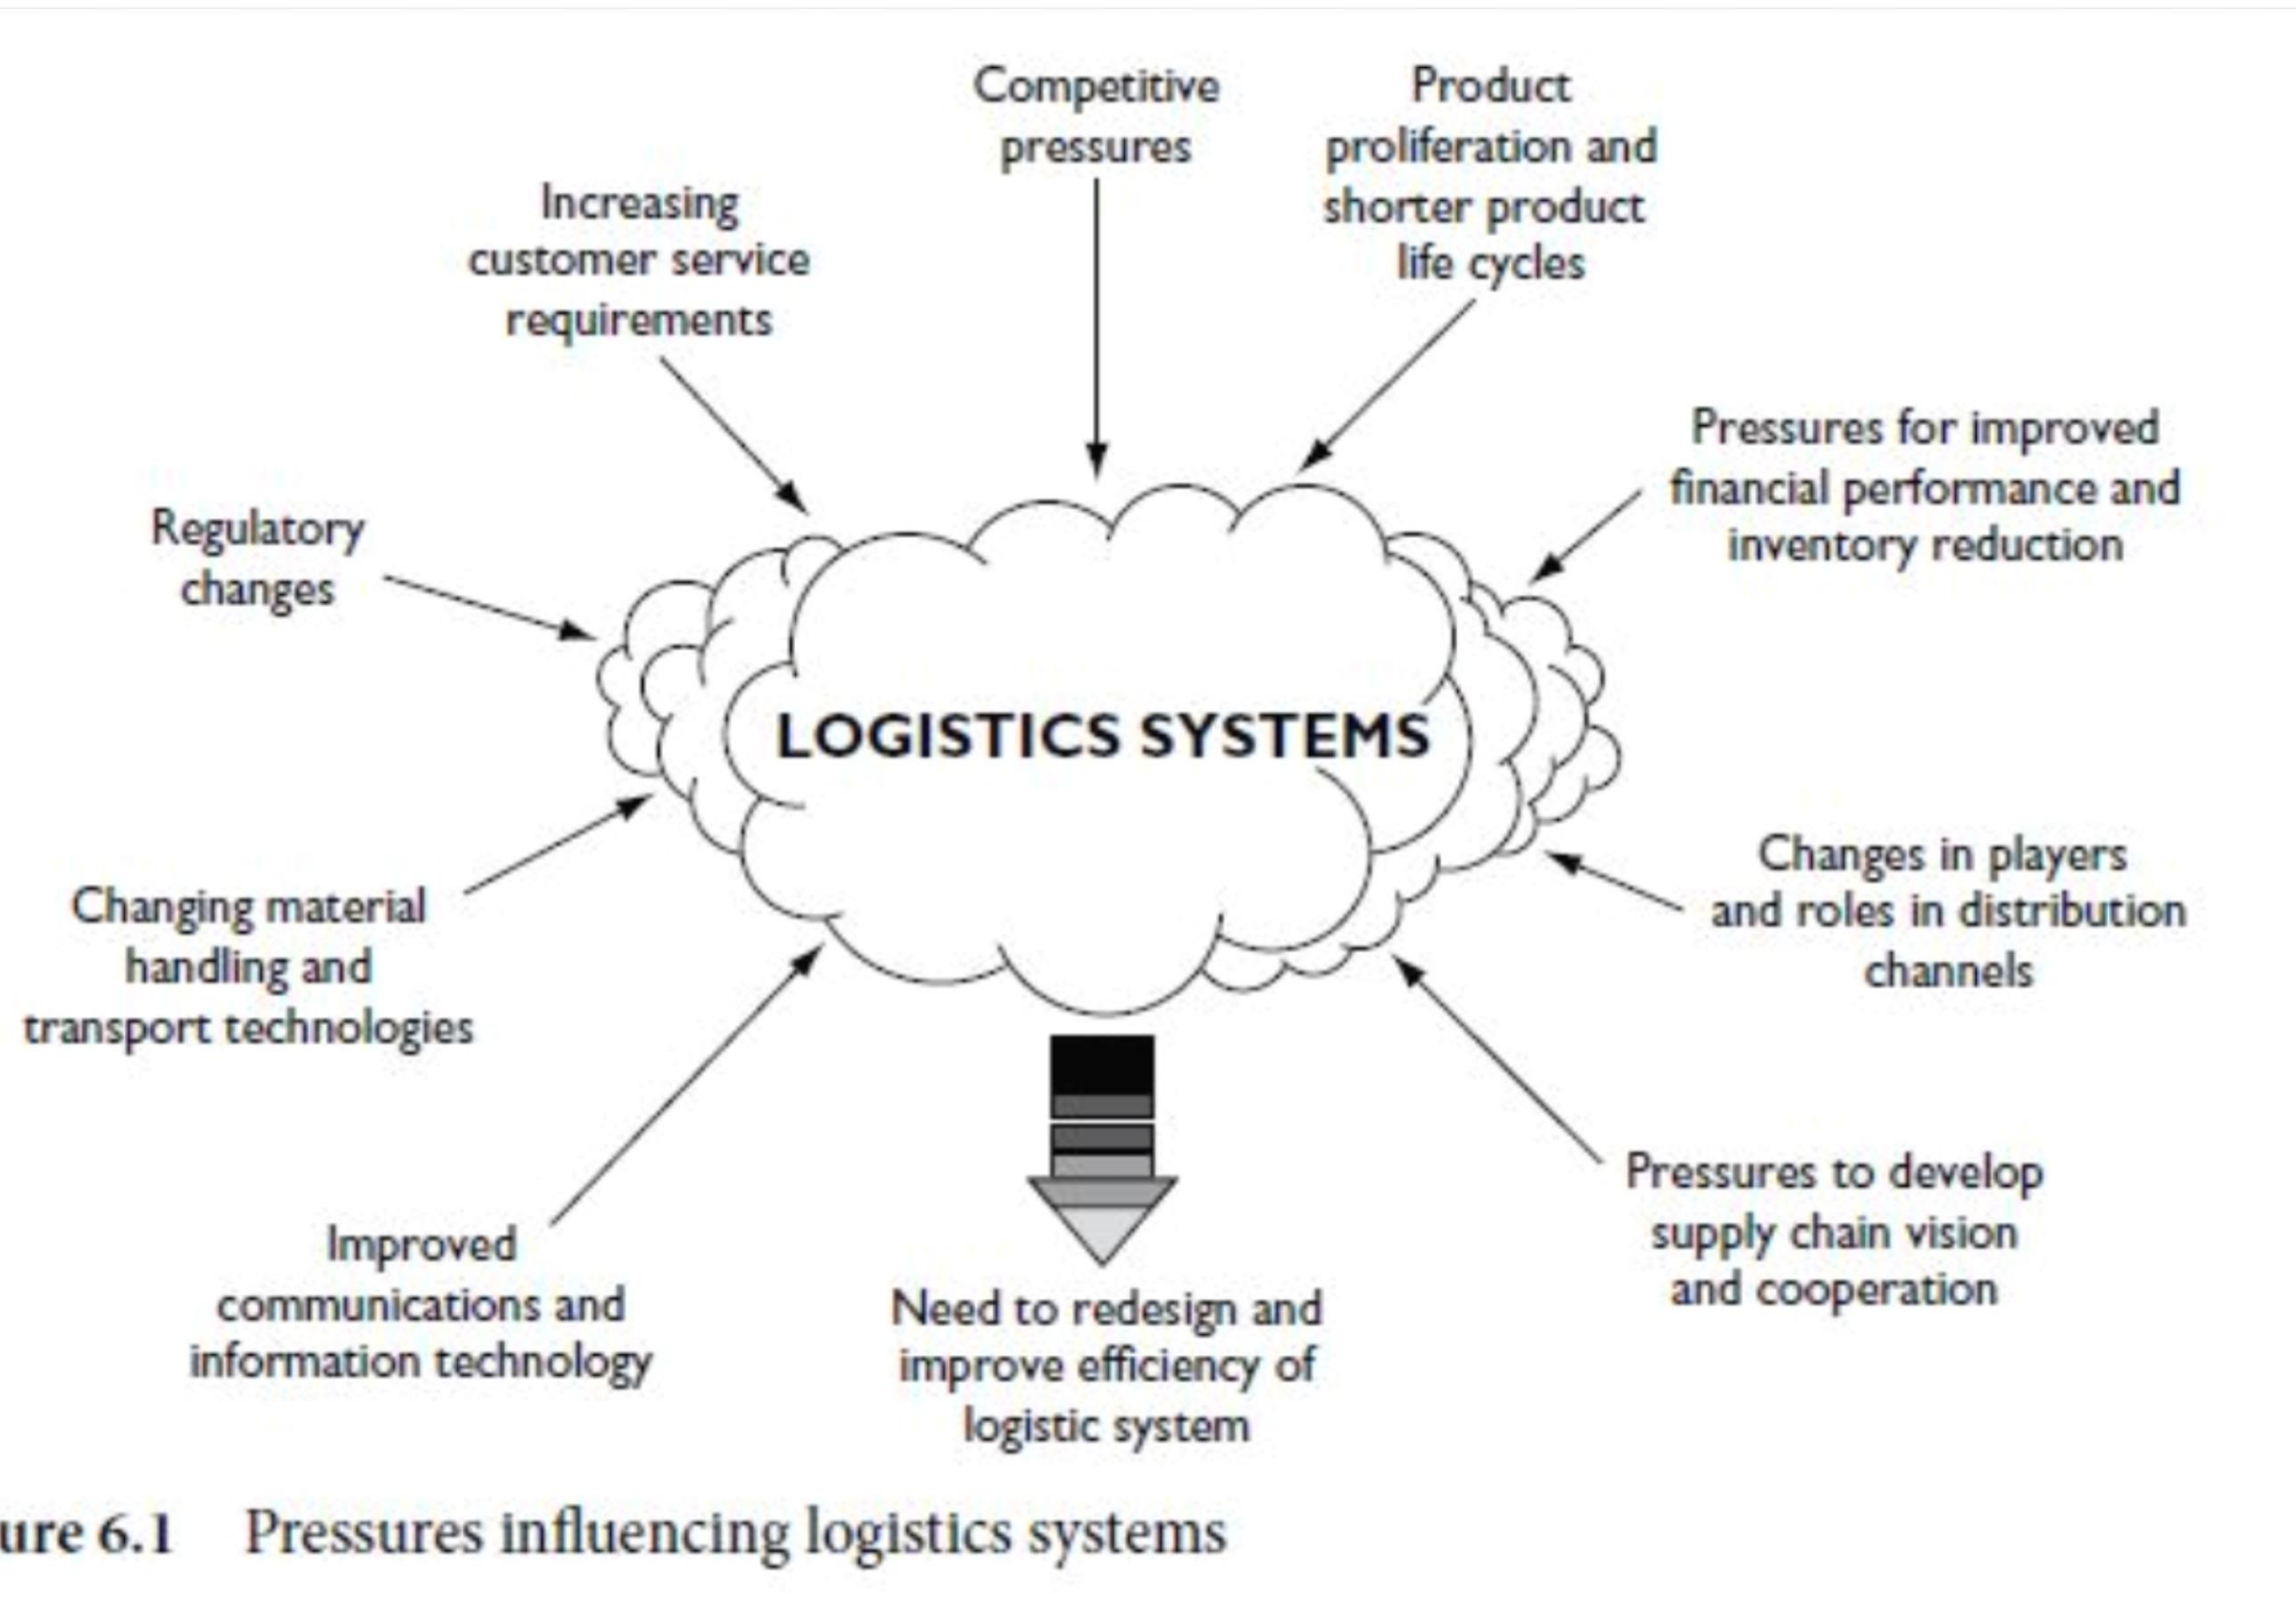 Competitive
pressures
Product
proliferation and
shorter product
life cycles
Increasing
customer service
requirements
Pressures for improved
financial performance and
inventory reduction
Regulatory
changes
LOGISTICS SYSTEMS
Changes in players
and roles in distribution
channels
Changing material
handling and
transport technologies
Pressures to develop
supply chain vision
and cooperation
Improved
communications and
information technology
Need to redesign and
improve efficiency of
logistic system
ure 6.1 Pressures influencing logistics systems